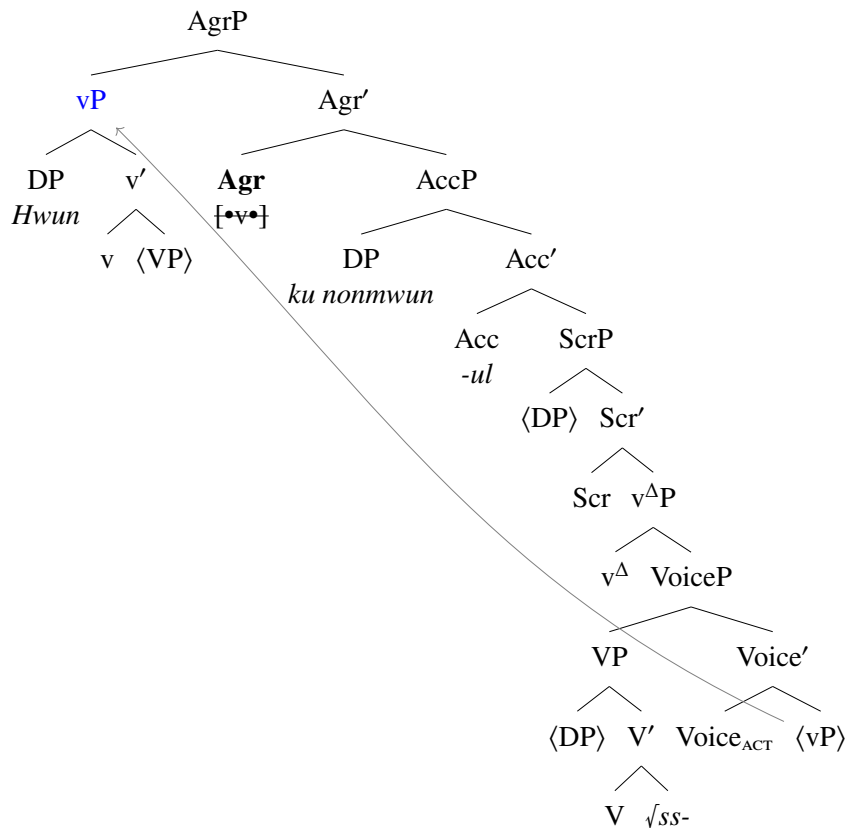 AgrP
vP Agr′
DP v′ Agr AccP
Hwun [•v•]
v ⟨VP⟩ DP Acc′
ku nonmwun
Acc ScrP
-ul
⟨DP⟩ Scr′
Scr v^Δ P
v^Δ VoiceP
VP Voice′
⟨DP⟩ V′ Voice_ACT ⟨vP⟩
V √ss-